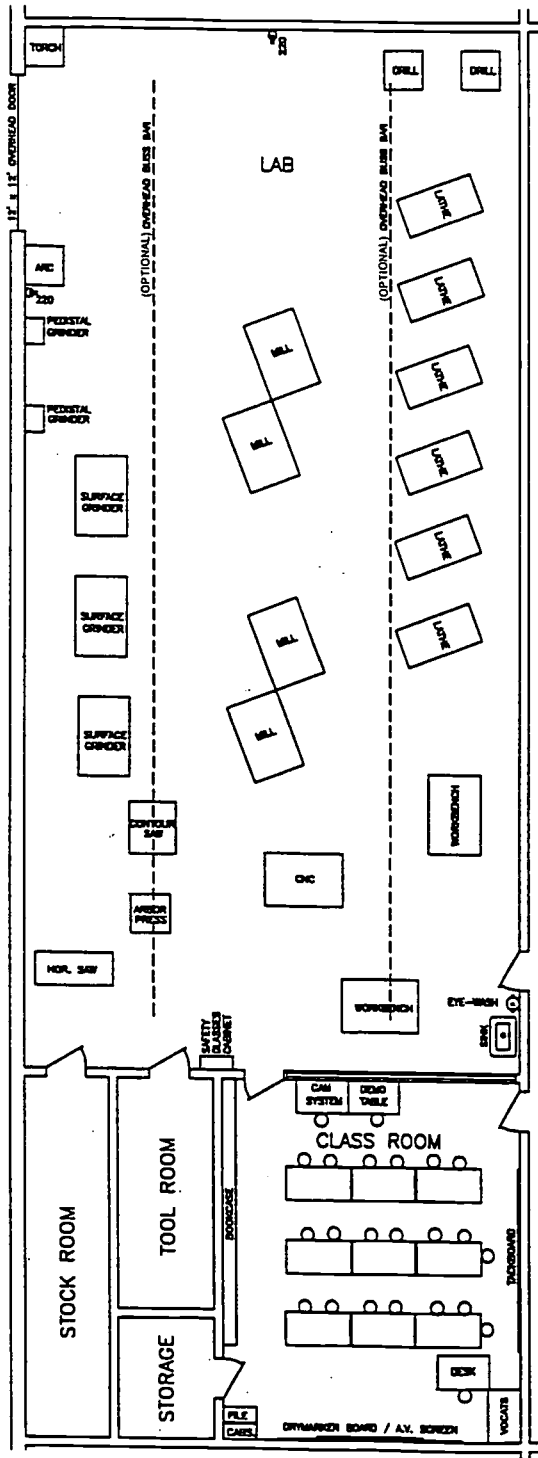 TORCH
220
DRILL
DRILL
12' x 12' OVERHEAD DOOR
(OPTIONAL) OVERHEAD BUSS BAR
LAB
(OPTIONAL) OVERHEAD BUSS BAR
LATHE
ARC
220
LATHE
PEDISTAL
GRINDER
MILL
LATHE
PEDISTAL
GRINDER
MILL
LATHE
SURFACE
GRINDER
LATHE
SURFACE
GRINDER
MILL
LATHE
SURFACE
GRINDER
MILL
CONTOUR
SAW
WORKBENCH
CNC
ARBOR
PRESS
HOR. SAW
WORKBENCH
EYE-WASH
SINK
SAFETY
GLASSES
CABINET
CAM
SYSTEM
DEMO
TABLE
CLASS ROOM
STOCK ROOM
TOOL ROOM
BOOKCASE
TACKBOARD
STORAGE
DESK
FILE
CABS.
DRYMARKER BOARD / A.V. SCREEN
VOCATS